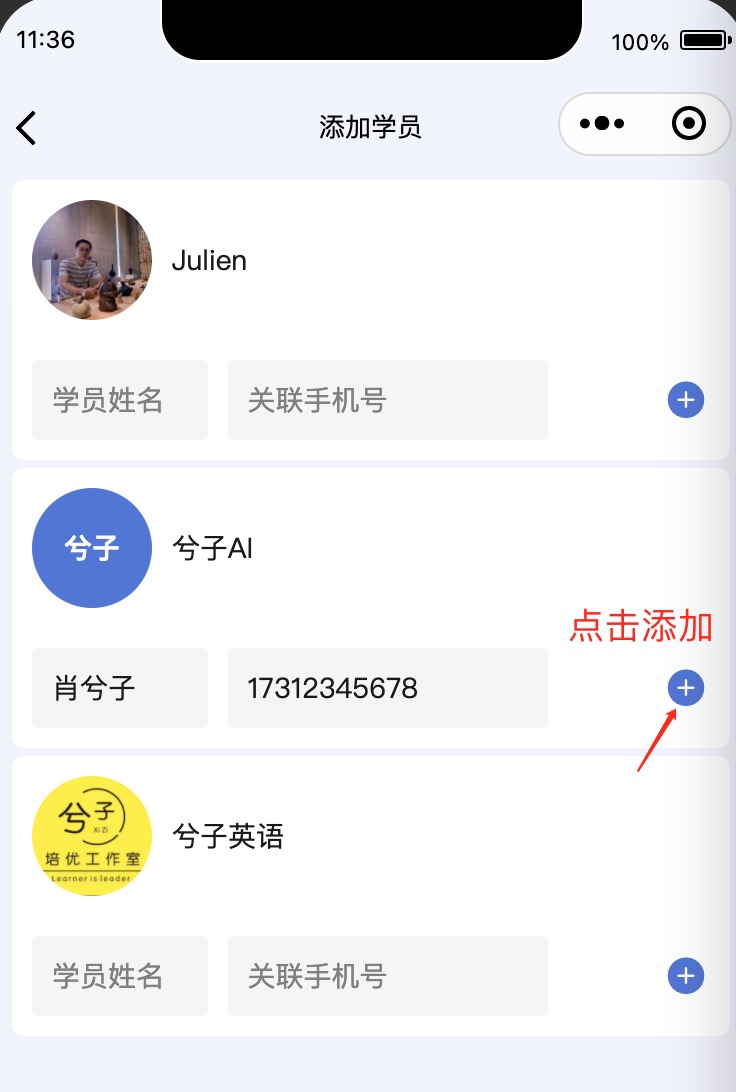 11:36
100%
添加学员
Julien
学员姓名
关联手机号
兮子
兮子AI
点击添加
肖兮子
17312345678
兮子
XI ZI
培优工作室
Learner is leader
兮子英语
学员姓名
关联手机号